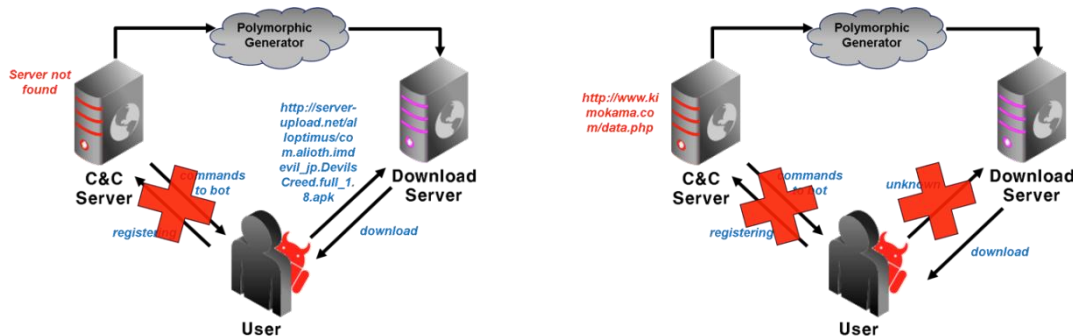 Polymorphic
Generator
Server not
found
http://server-
upload.net/al
loptimus/co
m.alioth.imd
evil_jp.Devils
Creed.full_1.
8.apk
C&C
Server
commands
to bot
Download
Server
registering
download
User
Polymorphic
Generator
http://www.ki
mokama.co
m/data.php
C&C
Server
commands
to bot
unknown
Download
Server
registering
download
User